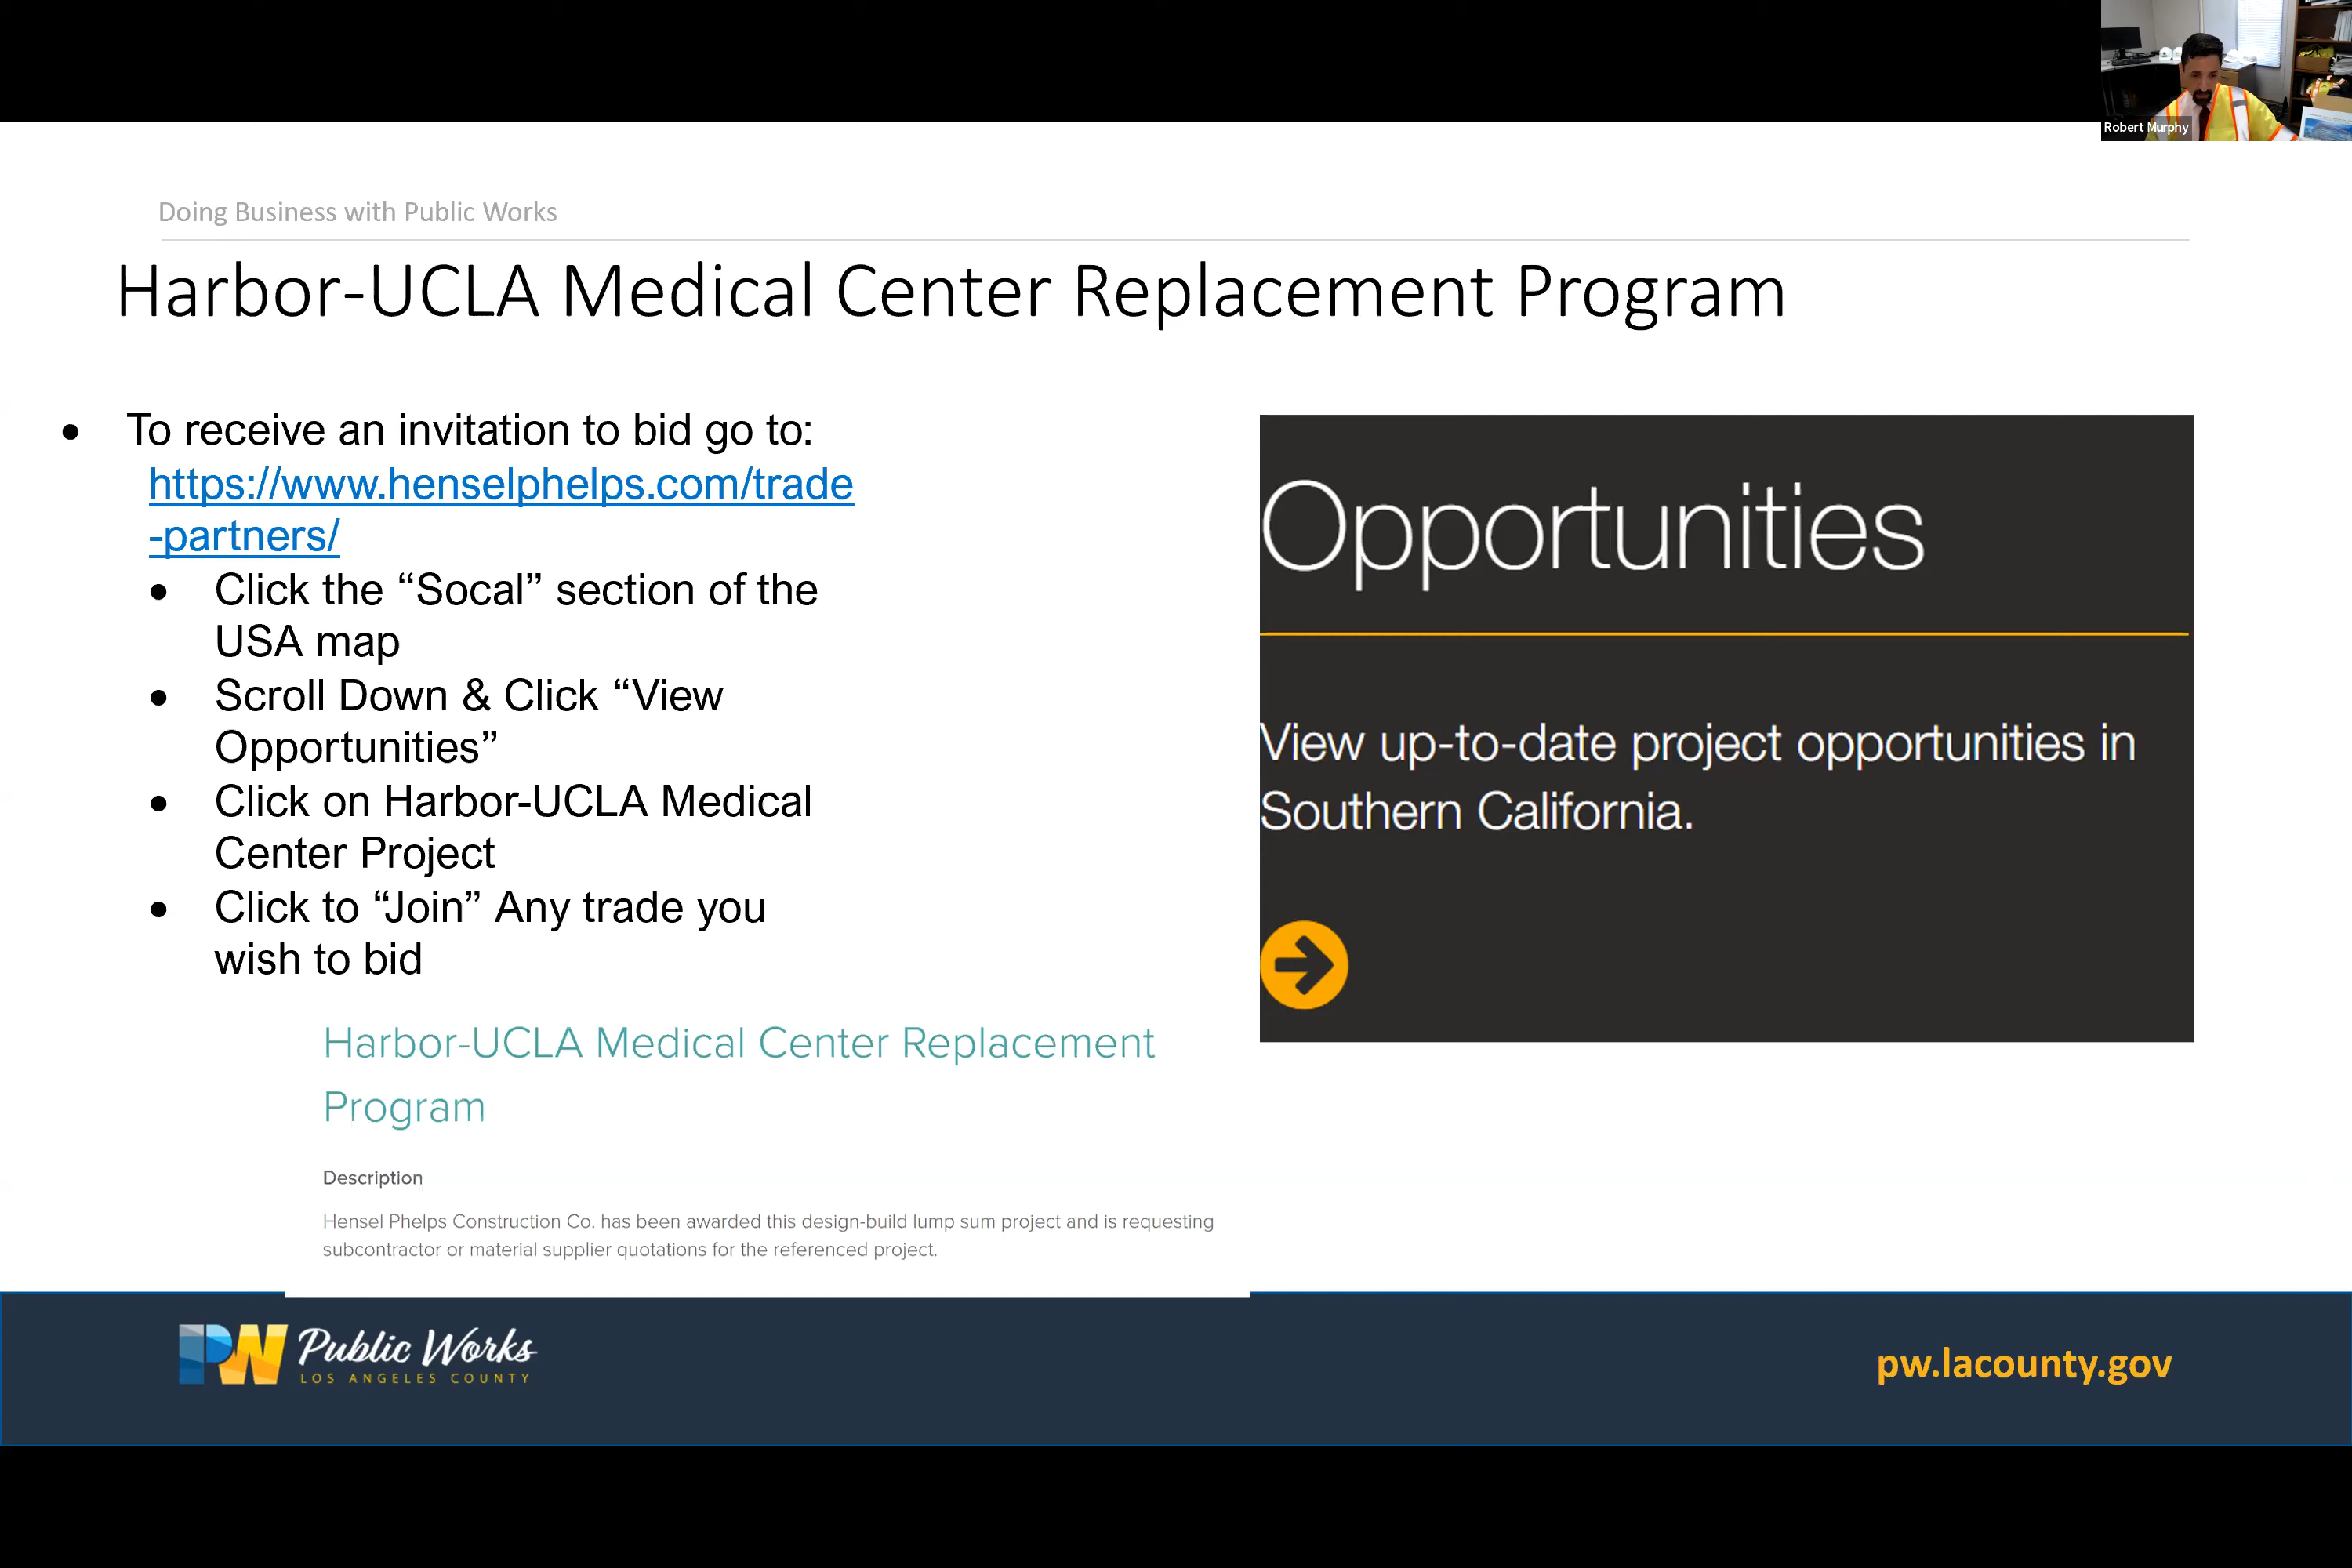 Robert Murphy
Doing Business with Public Works
Harbor-UCLA Medical Center Replacement Program
• To receive an invitation to bid go to:
https://www.henselphelps.com/trade
-partners/
• Click the “Socal” section of the
USA map
• Scroll Down & Click “View
Opportunities”
• Click on Harbor-UCLA Medical
Center Project
• Click to “Join” Any trade you
wish to bid
Opportunities
View up-to-date project opportunities in
Southern California.
Harbor-UCLA Medical Center Replacement
Program
Description
Hensel Phelps Construction Co. has been awarded this design-build lump sum project and is requesting
subcontractor or material supplier quotations for the referenced project.
PW Public Works
LOS ANGELES COUNTY
pw.lacounty.gov